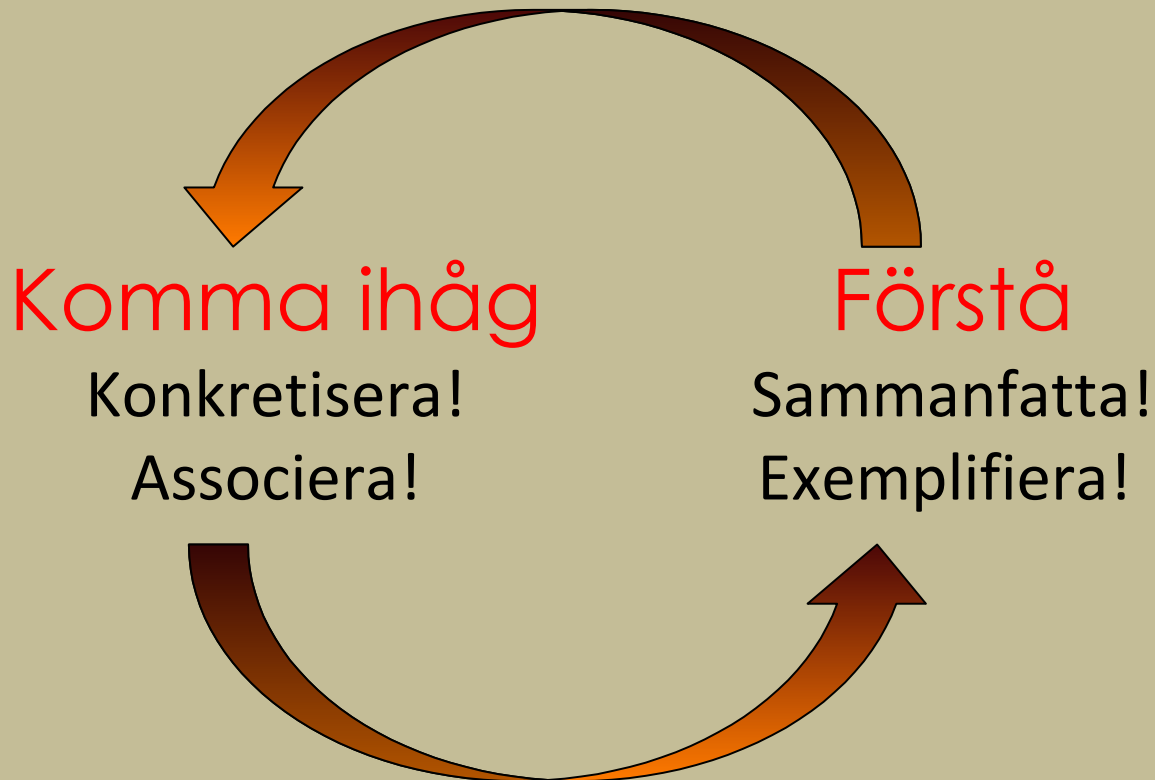 Komma ihåg
Konkretisera!
Associera!
Förstå
Sammanfatta!
Exemplifiera!